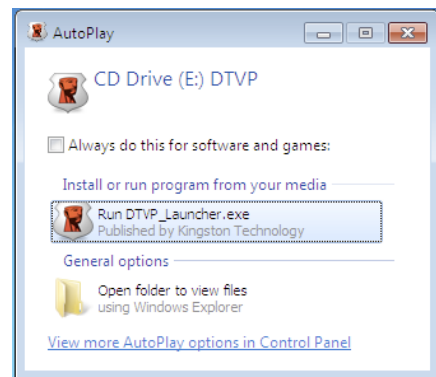 AutoPlay
CD Drive (E:) DTVP
Always do this for software and games:
Install or run program from your media
Run DTVP_Launcher.exe
Published by Kingston Technology
General options
Open folder to view files
using Windows Explorer
View more AutoPlay options in Control Panel